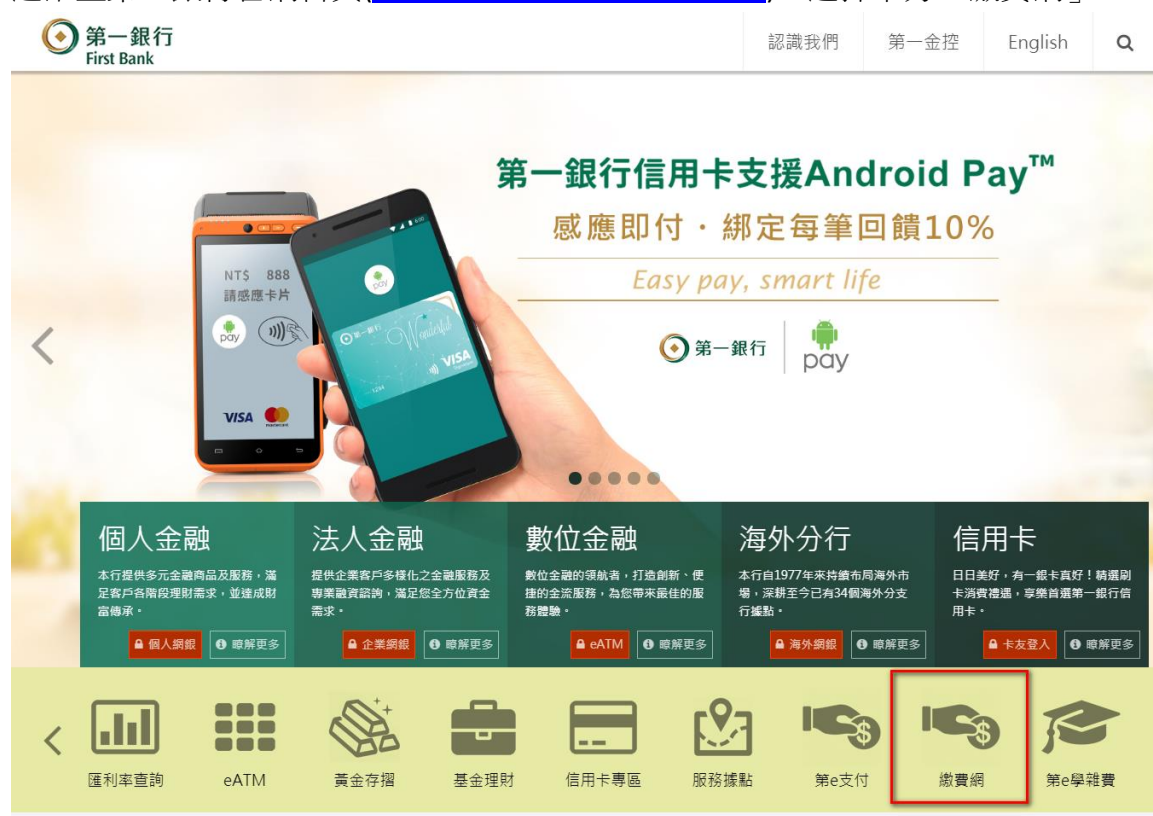 第一銀行
First Bank
認識我們
第一金控
English
第一銀行信用卡支援Android Pay™
感應即付・綁定每筆回饋10%
Easy pay, smart life
第一銀行
pay
NT$ 888
請感應卡片
pay
VISA
mastercard
6:00
pay
第一銀行
Wonderful
VISA
個人金融
本行提供多元金融商品及服務，滿
足客戶各階段理財需求，並達成財
富傳承。
個人網銀
瞭解更多
法人金融
提供企業客戶多樣化之金融服務及
專業融資諮詢，滿足您全方位資金
需求。
企業網銀
瞭解更多
數位金融
數位金融的領航者，打造創新、便
捷的金流服務，為您帶來最佳的服
務體驗。
eATM
瞭解更多
海外分行
本行自1977年來持續布局海外市
場，深耕至今已有34個海外分支
行據點。
海外網銀
瞭解更多
信用卡
日日美好，有一銀卡真好！精選刷
卡消費禮遇，享樂首選第一銀行信
用卡。
卡友登入
瞭解更多
匯利率查詢
eATM
黃金存摺
基金理財
信用卡專區
服務據點
第e支付
繳費網
第e學雜費